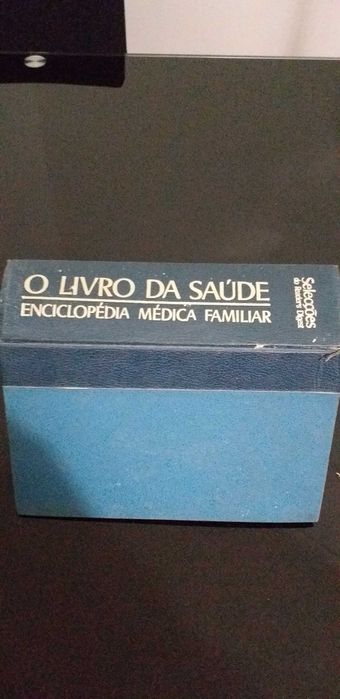 O LIVRO DA SAÚDE
ENCICLOPÉDIA MÉDICA FAMILIAR
Selecções
do Reader's Digest